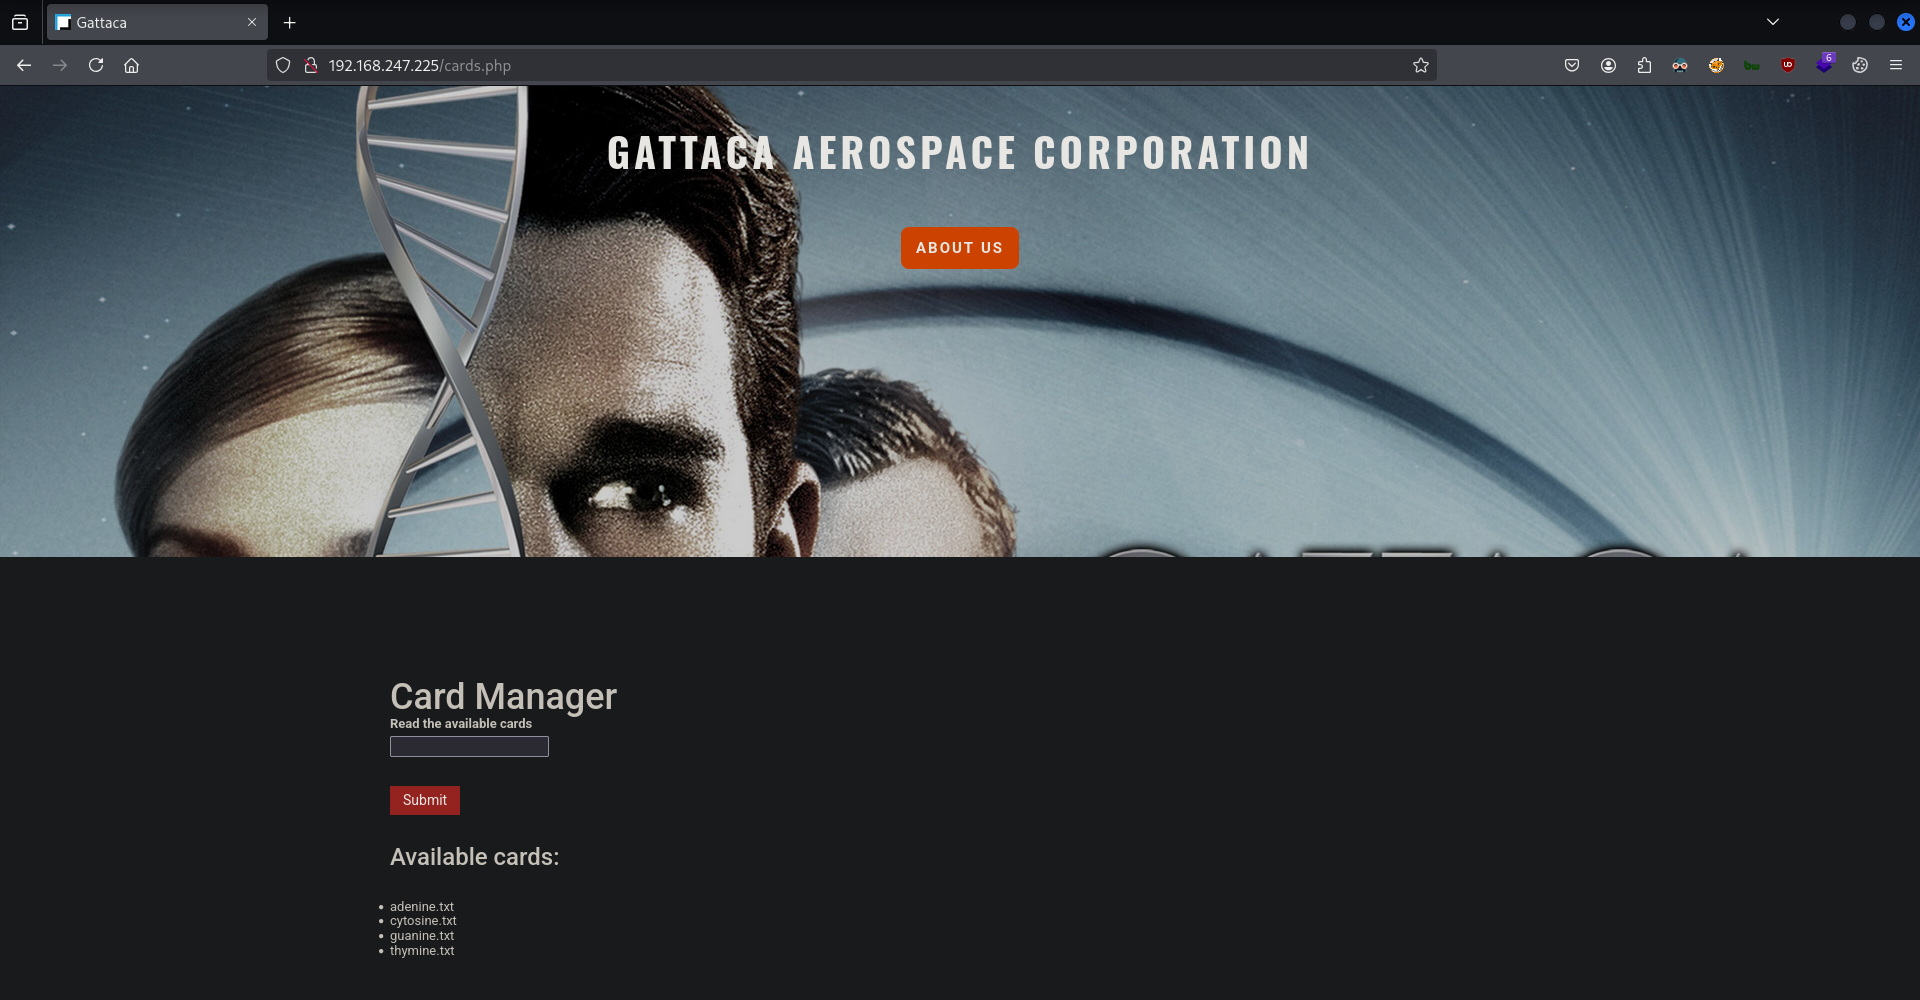 Gattaca
192.168.247.225/cards.php
6
GATTACA AEROSPACE CORPORATION
ABOUT US
Card Manager
Read the available cards
Submit
Available cards:
adenine.txt
cytosine.txt
guanine.txt
thymine.txt